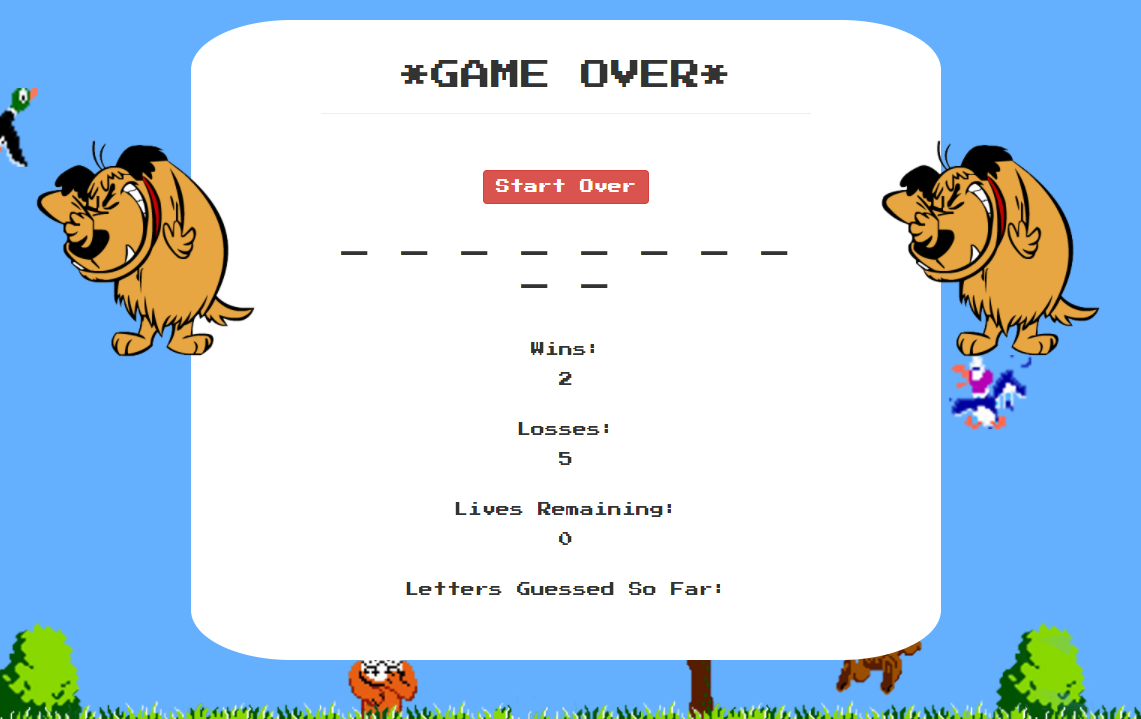 *GAME OVER*
Start Over
_ _ _ _ _ _ _ _
_ _
Wins:
2
Losses:
5
Lives Remaining:
0
Letters Guessed So Far: